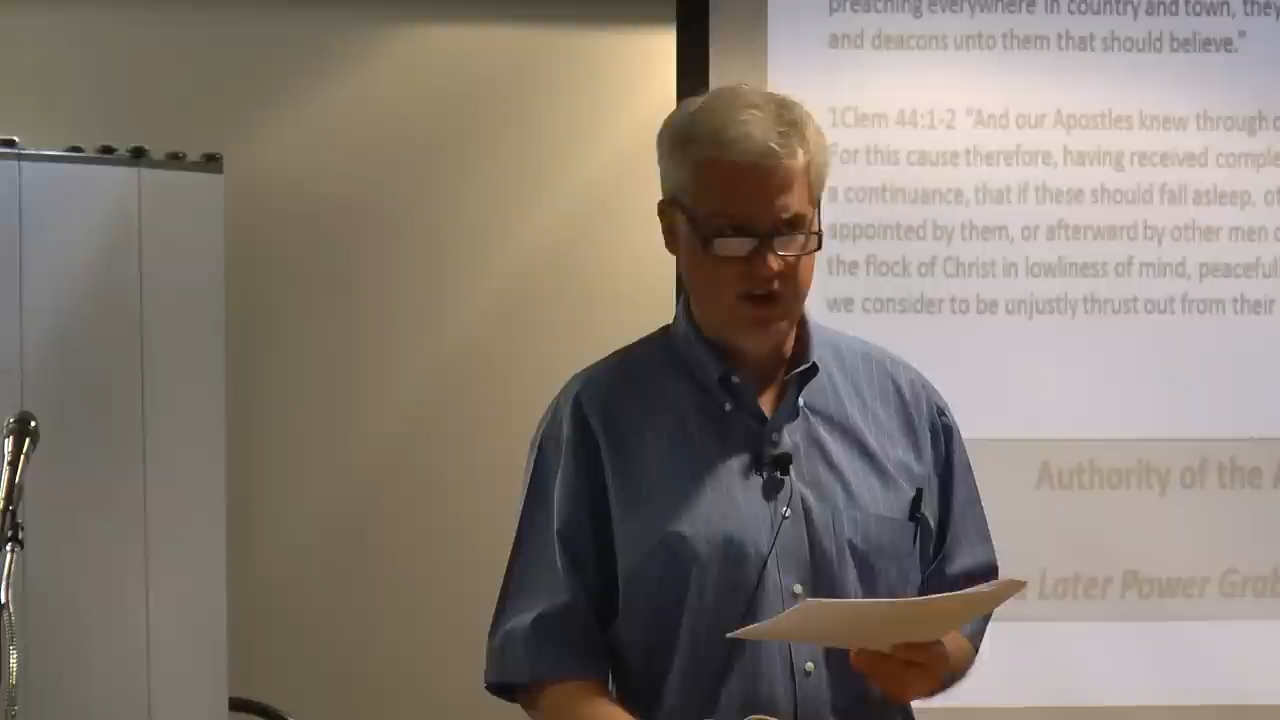 preaching everywhere in country and town, they
and deacons unto them that should believe."
1Clem 44:1-2 "And our Apostles knew through
For this cause therefore, having received
a continuance, that if these should fall asleep,
appointed by them, or afterward by other men
the flock of Christ in lowliness of mind,
we consider to be unjustly thrust out from their
Authority of the
Later Power